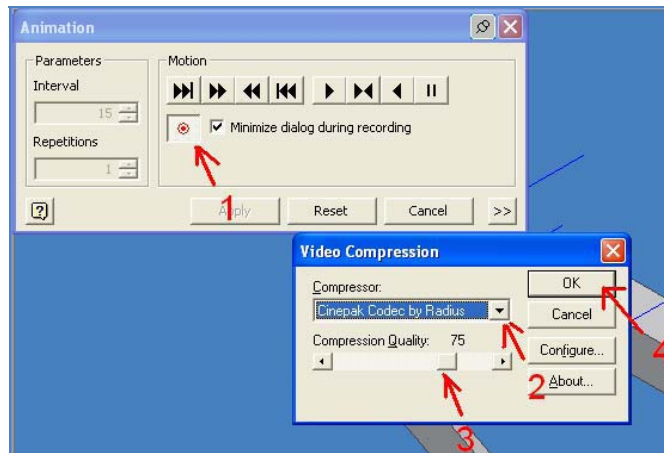 Animation
Parameters
Interval
15
Repetitions
1
Motion
Minimize dialog during recording
1
Apply
Reset
Cancel
>>
Video Compression
Compressor:
Cinepak Codec by Radius
Compression Quality: 75
OK
Cancel
Configure...
About...
2
3
4